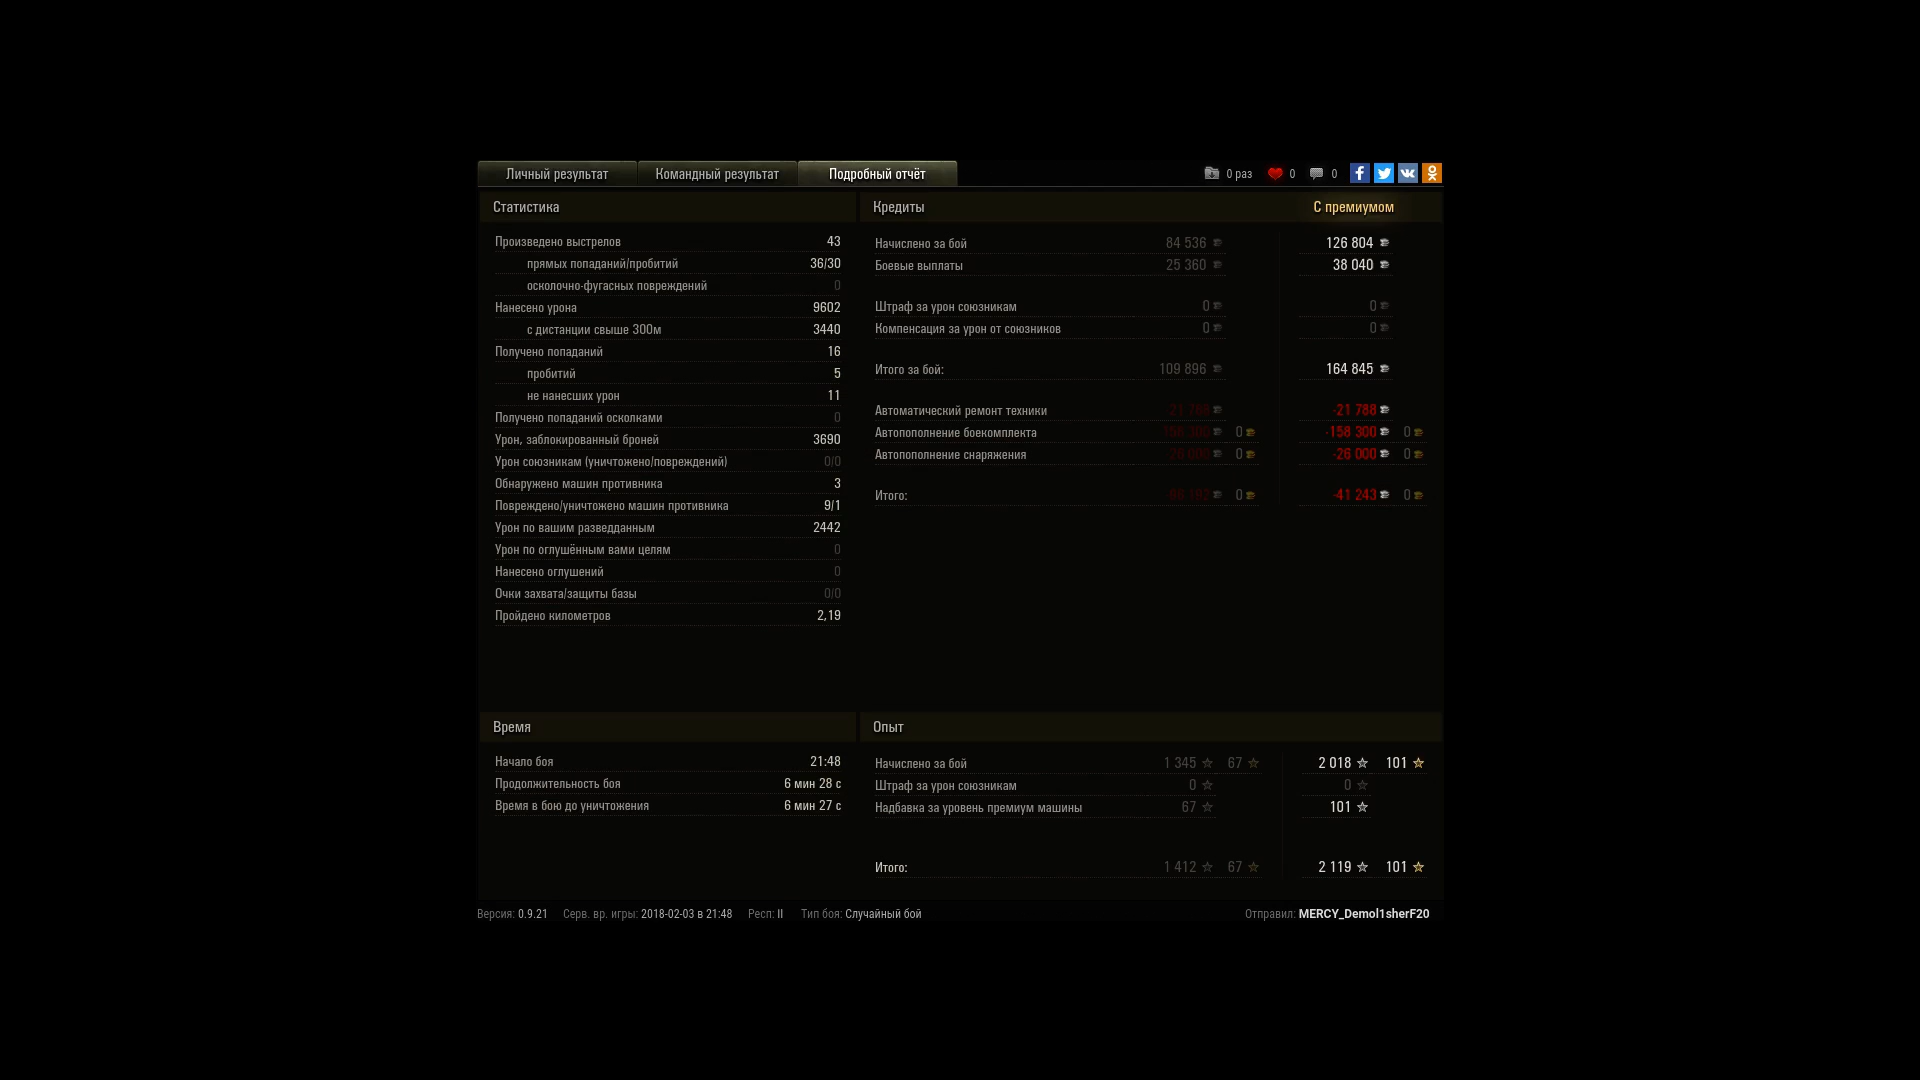 Личный результат Командный результат Подробный отчёт 0 раз 0 0
Статистика
Произведено выстрелов 43
прямых попаданий/пробитий 36/30
осколочно-фугасных повреждений 0
Нанесено урона 9602
с дистанции свыше 300м 3440
Получено попаданий 16
пробитий 5
не нанесших урон 11
Получено попаданий осколками 0
Урон, заблокированный броней 3690
Урон союзникам (уничтожено/повреждений) 0/0
Обнаружено машин противника 3
Повреждено/уничтожено машин противника 9/1
Урон по вашим разведданным 2442
Урон по оглушённым вами целям 0
Нанесено оглушений 0
Очки захвата/защиты базы 0/0
Пройдено километров 2,19
Кредиты С премиумом
Начислено за бой 84 536 126 804
Боевые выплаты 25 360 38 040
Штраф за урон союзникам 0 0
Компенсация за урон от союзников 0 0
Итого за бой: 109 896 164 845
Автоматический ремонт техники -21 788 -21 788
Автопополнение боекомплекта -158 300 0 -158 300 0
Автопополнение снаряжения -26 000 0 -26 000 0
Итого: -96 192 0 -41 243 0
Время
Начало боя 21:48
Продолжительность боя 6 мин 28 с
Время в бою до уничтожения 6 мин 27 с
Опыт
Начислено за бой 1 345 67 2 018 101
Штраф за урон союзникам 0 0
Надбавка за уровень премиум машины 67 101
Итого: 1 412 67 2 119 101
Версия: 0.9.21 Серв. вр. игры: 2018-02-03 в 21:48 Респ: II Тип боя: Случайный бой Отправил: MERCY_Demol1sherF20